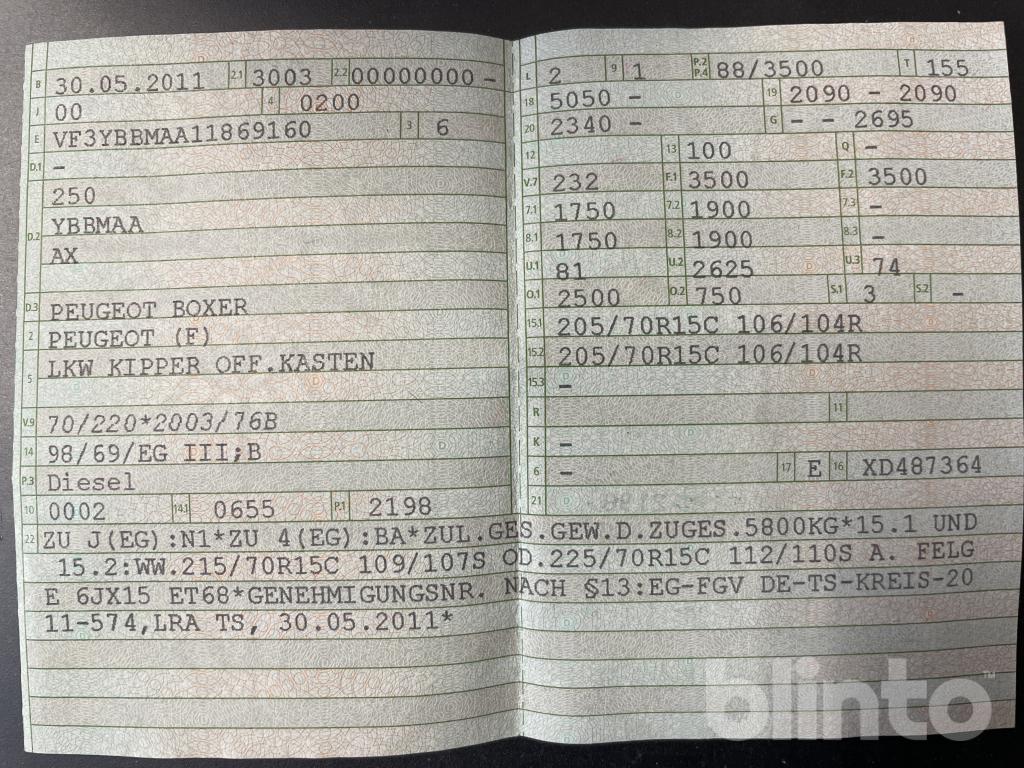 B 30.05.2011 2.1 3003 2.2 00000000 -
J 00 4 0200
E VF3YBBMAA11869160 3 6
D.1 -
250
D.2 YBBMAA
AX
D.3 PEUGEOT BOXER
2 PEUGEOT (F)
5 LKW KIPPER OFF.KASTEN
V.9 70/220*2003/76B
14 98/69/EG III;B
P.3 Diesel
10 0002 14.1 0655 P.1 2198
L 2 9 1 P.2 P.4 88/3500 T 155
18 5050 - 19 2090 - 2090
20 2340 - G - - 2695
12 13 100 Q -
V.7 232 F.1 3500 F.2 3500
7.1 1750 7.2 1900 7.3 -
8.1 1750 8.2 1900 8.3 -
U.1 81 U.2 2625 U.3 74
O.1 2500 O.2 750 S.1 3 S.2 -
15.1 205/70R15C 106/104R
15.2 205/70R15C 106/104R
15.3 -
R 11
K -
6 - 17 E 16 XD487364
21
22 ZU J(EG):N1*ZU 4(EG):BA*ZUL.GES.GEW.D.ZUGES.5800KG*15.1 UND
15.2:WW.215/70R15C 109/107S OD.225/70R15C 112/110S A. FELG
E 6JX15 ET68*GENEHMIGUNGSNR. NACH §13:EG-FGV DE-TS-KREIS-20
11-574,LRA TS, 30.05.2011*
blinto™